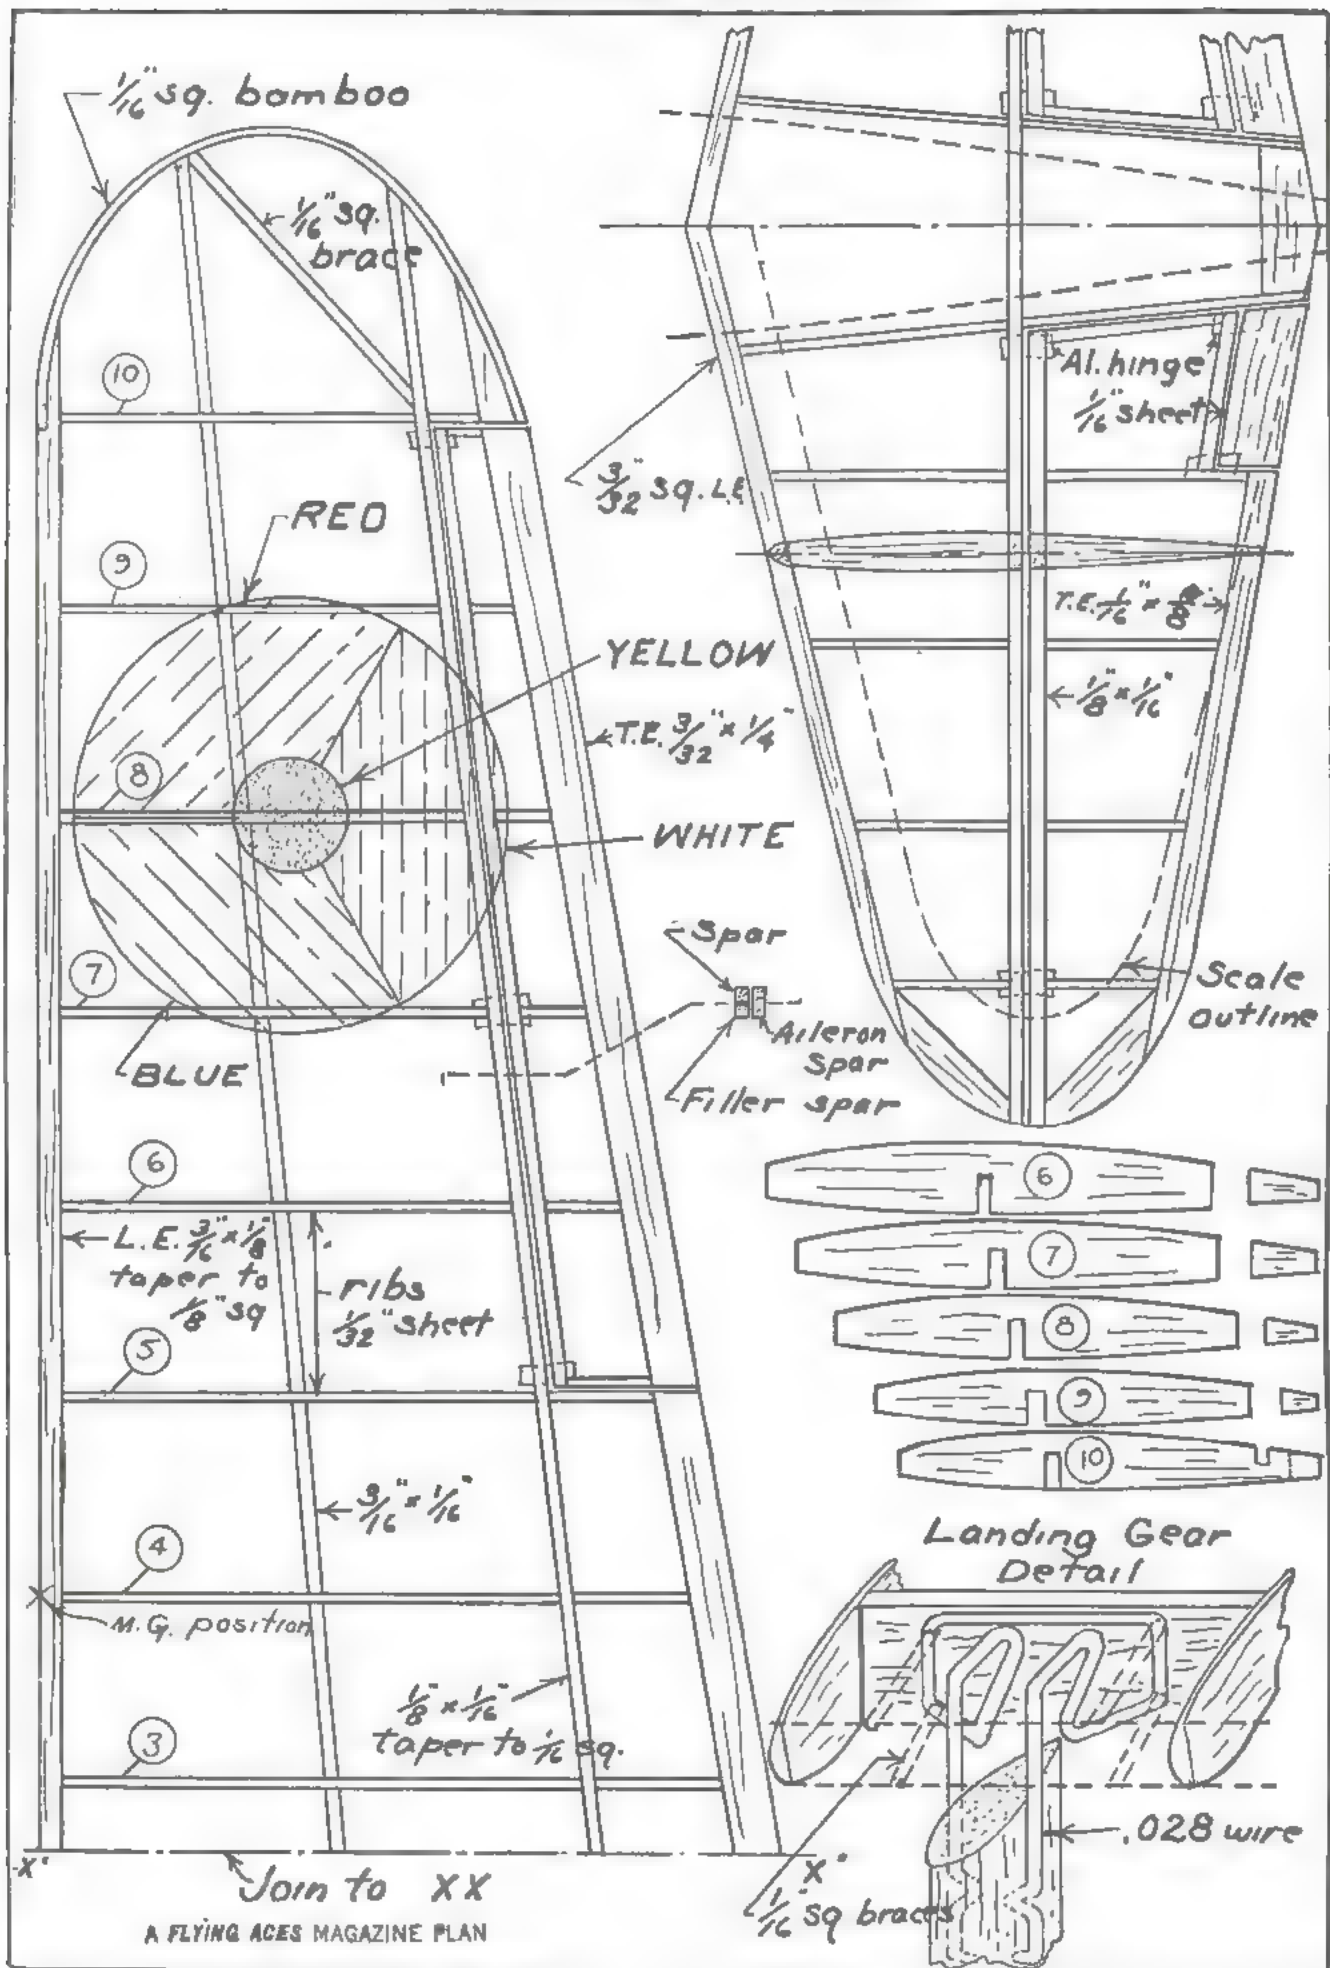 1/16" sq. bamboo
1/16" sq.
brace
10
RED
9
YELLOW
T.E. 3/32" x 1/4"
8
WHITE
7
BLUE
Spar
Aileron
Spar
Filler spar
6
L.E. 3/16" x 1/8"
taper to
1/8" sq
ribs
1/32" sheet
5
3/16" x 1/16"
4
M.G. position
1/8" x 1/16"
taper to 1/16 sq.
3
X"
X"
Join to XX
A FLYING ACES MAGAZINE PLAN
Al. hinge
1/16" sheet
3/32" sq. L.E.
T.E. 1/16" x
1/8" x 1/16"
Scale
outline
6
7
8
9
10
Landing Gear
Detail
.028 wire
1/16" sq braces